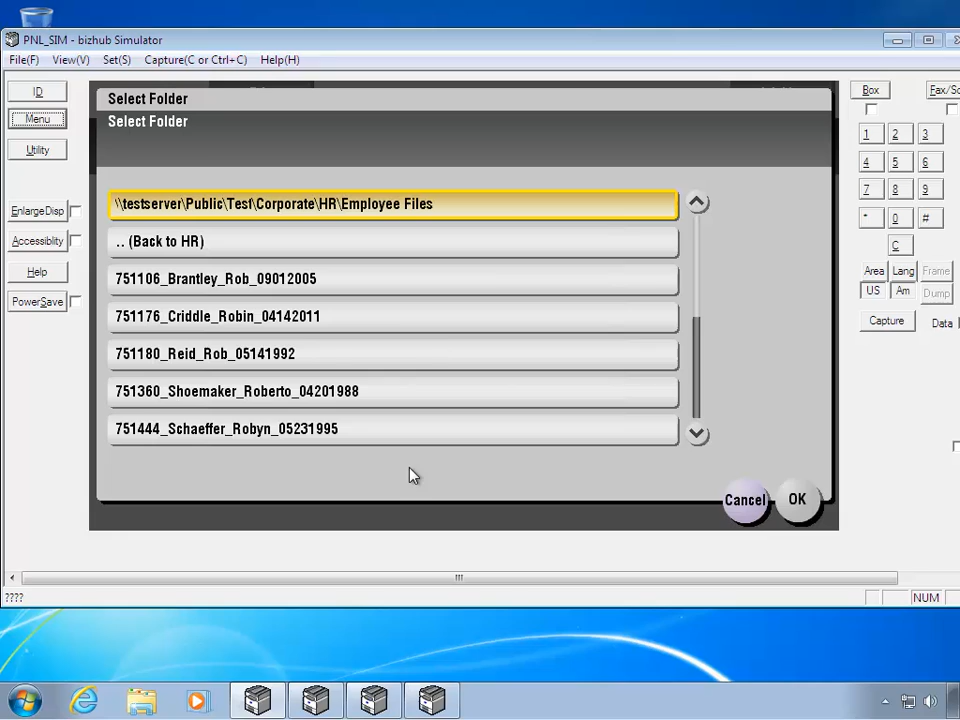 PNL_SIM - bizhub Simulator
File(F) View(V) Set(S) Capture(C or Ctrl+C) Help(H)
ID
Menu
Utility
EnlargeDisp
Accessiblity
Help
PowerSave
Select Folder
Select Folder
\\testserver\Public\Test\Corporate\HR\Employee Files
.. (Back to HR)
751106_Brantley_Rob_09012005
751176_Criddle_Robin_04142011
751180_Reid_Rob_05141992
751360_Shoemaker_Roberto_04201988
751444_Schaeffer_Robyn_05231995
Cancel OK
Box Fax/Sc
1 2 3
4 5 6
7 8 9
* 0 #
C
Area Lang Frame
US Am Dump
Capture Data
????
NUM